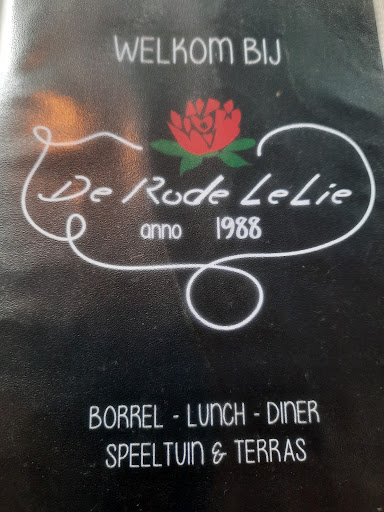 WELKOM BIJ
De Rode LeLie
anno 1988
BORREL - LUNCH - DINER
SPEELTUIN & TERRAS